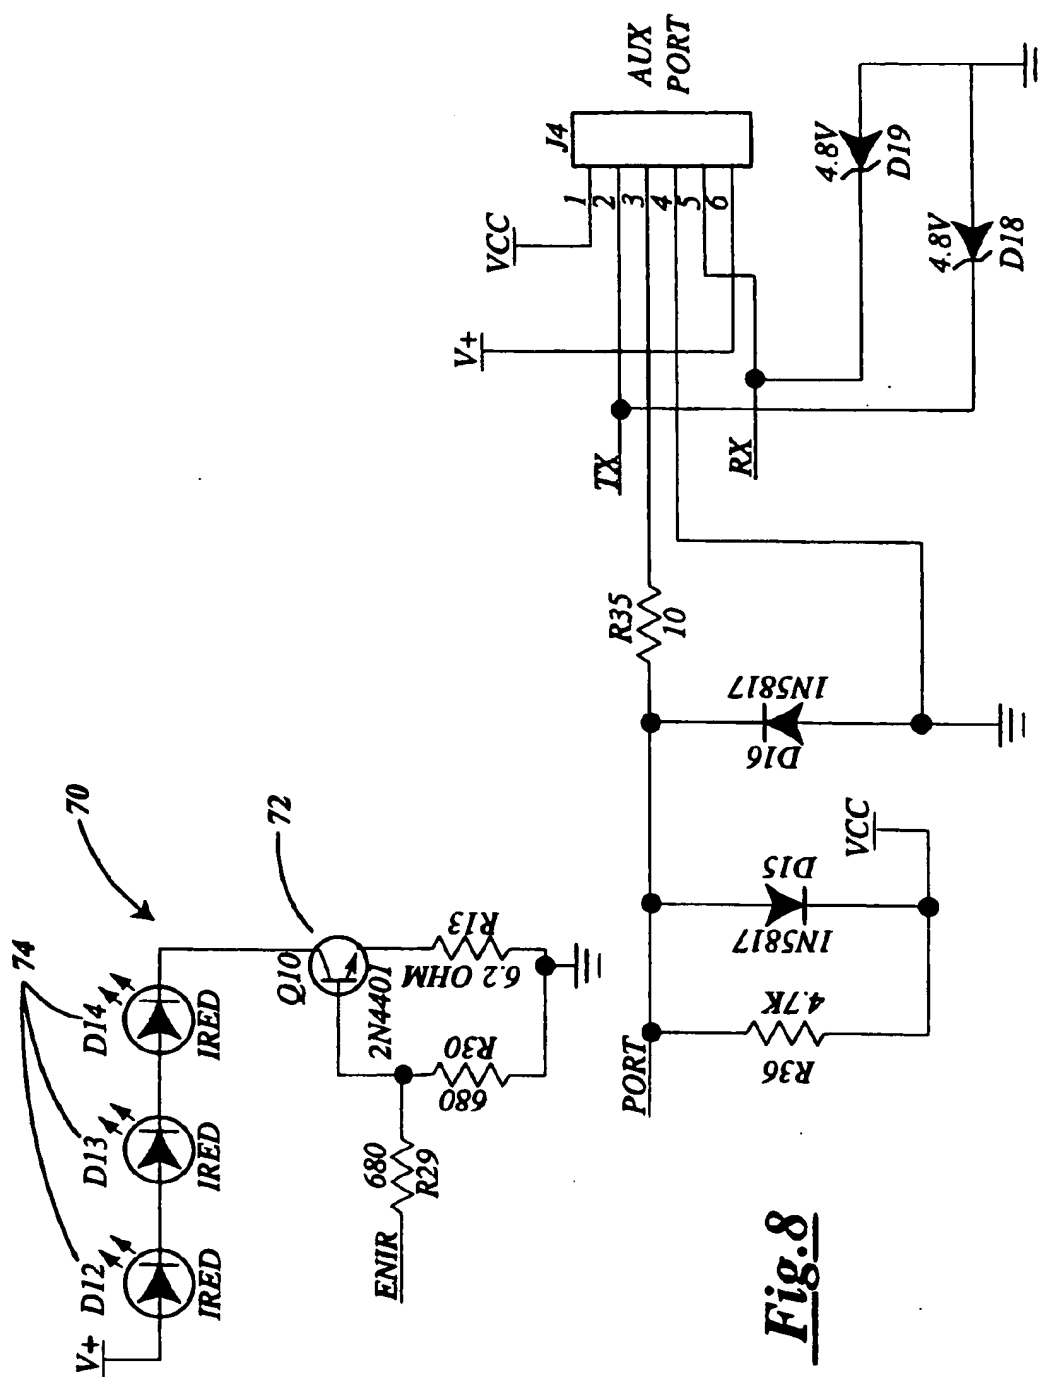 70
74
V+
D12
IRED
D13
IRED
D14
IRED
72
Q10
2N4401
R13
6.2 OHM
ENIR
680
R29
R30
680
VCC
V+
J4
AUX
PORT
1
2
3
4
5
6
TX
RX
4.8V
D19
4.8V
D18
R35
10
PORT
R36
4.7K
D15
1N5817
VCC
D16
1N5817
Fig.8